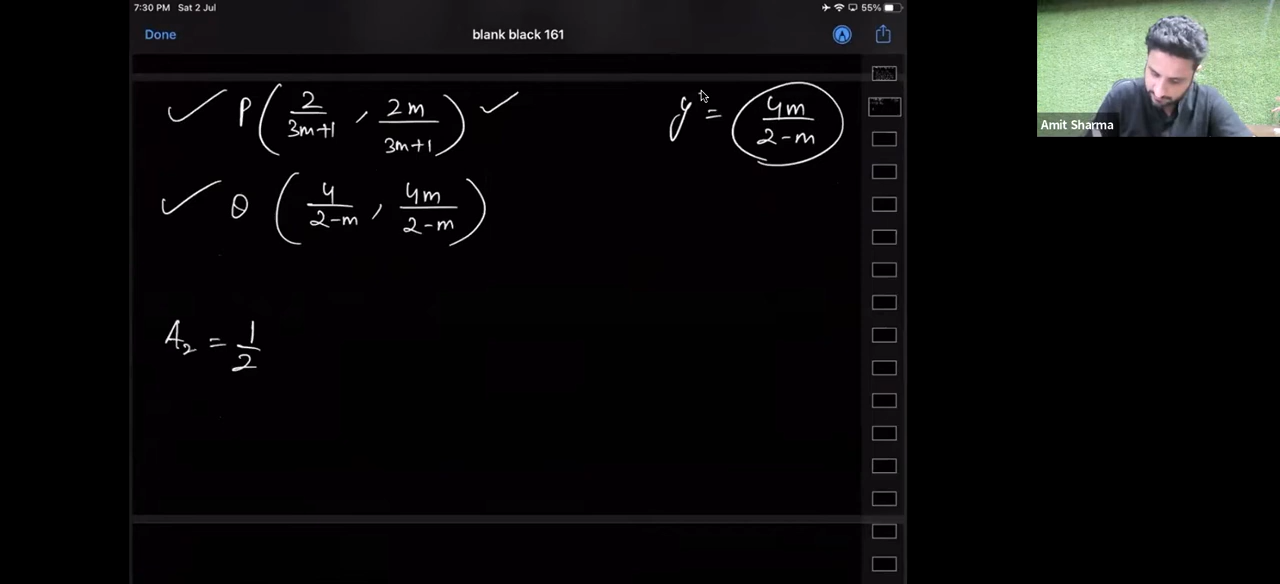 7:30 PM Sat 2 Jul 55%
Done blank black 161
P(2/3m+1, 2m/3m+1) y = 4m/2-m
Q(4/2-m, 4m/2-m)
A₂ = 1/2
Amit Sharma